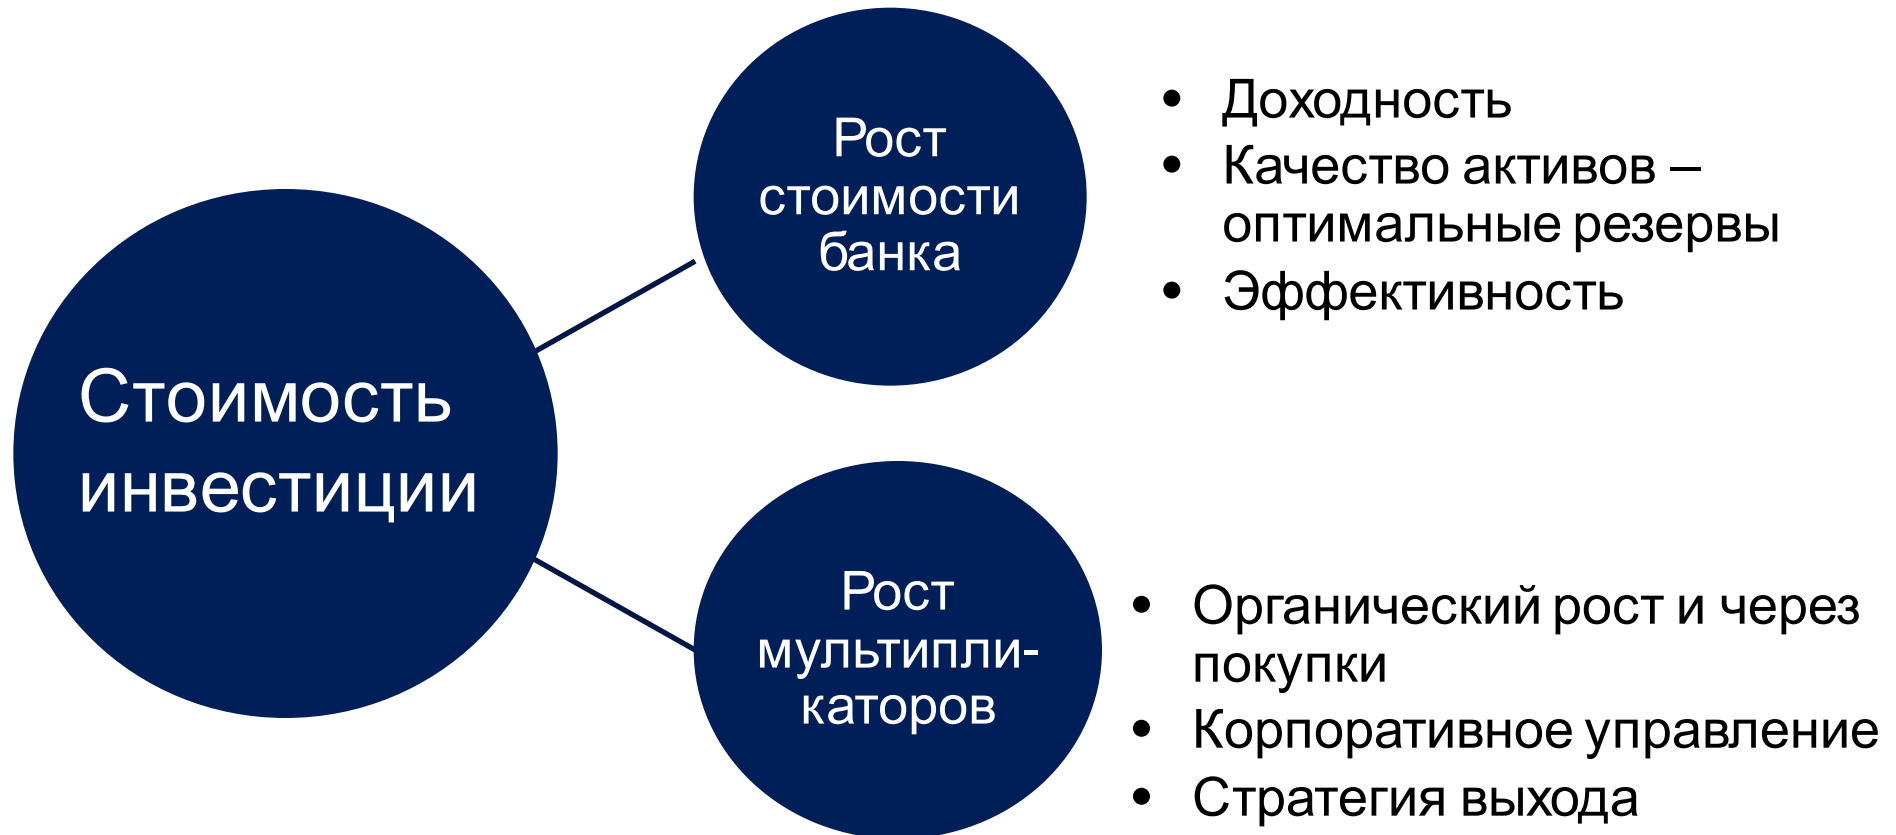 Стоимость
инвестиции
Рост
стоимости
банка
• Доходность
• Качество активов –
оптимальные резервы
• Эффективность
Рост
мультипли-
каторов
• Органический рост и через
покупки
• Корпоративное управление
• Стратегия выхода